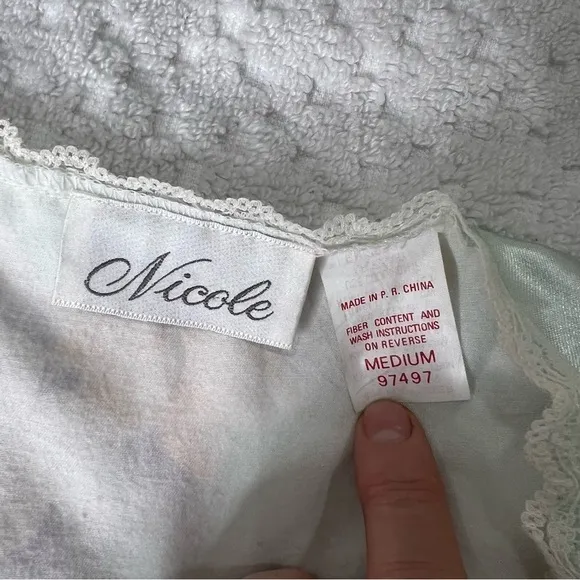 Nicole
MADE IN P. R. CHINA
FIBER CONTENT AND
WASH INSTRUCTIONS
ON REVERSE
MEDIUM
97497